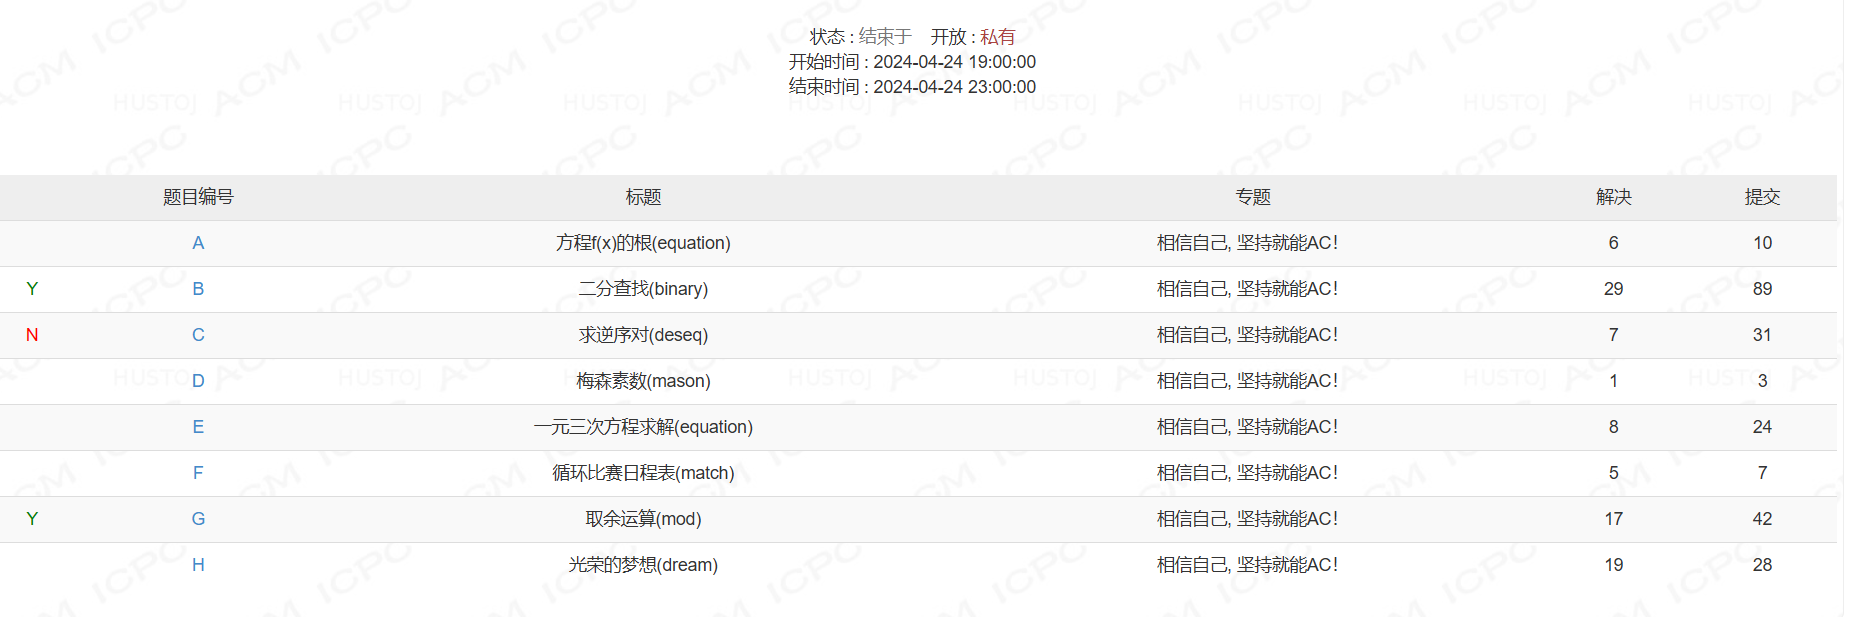 状态 : 结束于 开放 : 私有
开始时间 : 2024-04-24 19:00:00
结束时间 : 2024-04-24 23:00:00
题目编号 标题 专题 解决 提交
A 方程f(x)的根(equation) 相信自己, 坚持就能AC! 6 10
Y B 二分查找(binary) 相信自己, 坚持就能AC! 29 89
N C 求逆序对(deseq) 相信自己, 坚持就能AC! 7 31
D 梅森素数(mason) 相信自己, 坚持就能AC! 1 3
E 一元三次方程求解(equation) 相信自己, 坚持就能AC! 8 24
F 循环比赛日程表(match) 相信自己, 坚持就能AC! 5 7
Y G 取余运算(mod) 相信自己, 坚持就能AC! 17 42
H 光荣的梦想(dream) 相信自己, 坚持就能AC! 19 28